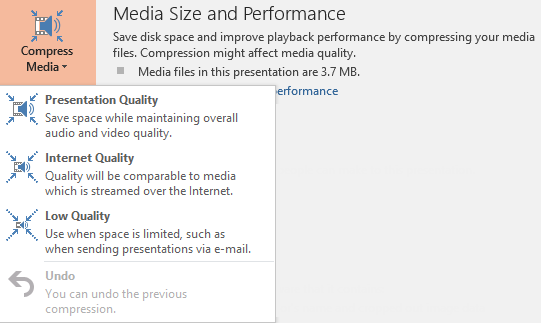 Compress
Media
Media Size and Performance
Save disk space and improve playback performance by compressing your media
files. Compression might affect media quality.
Media files in this presentation are 3.7 MB.
performance
Presentation Quality
Save space while maintaining overall
audio and video quality.
Internet Quality
Quality will be comparable to media
which is streamed over the Internet.
Low Quality
Use when space is limited, such as
when sending presentations via e-mail.
Undo
You can undo the previous
compression.